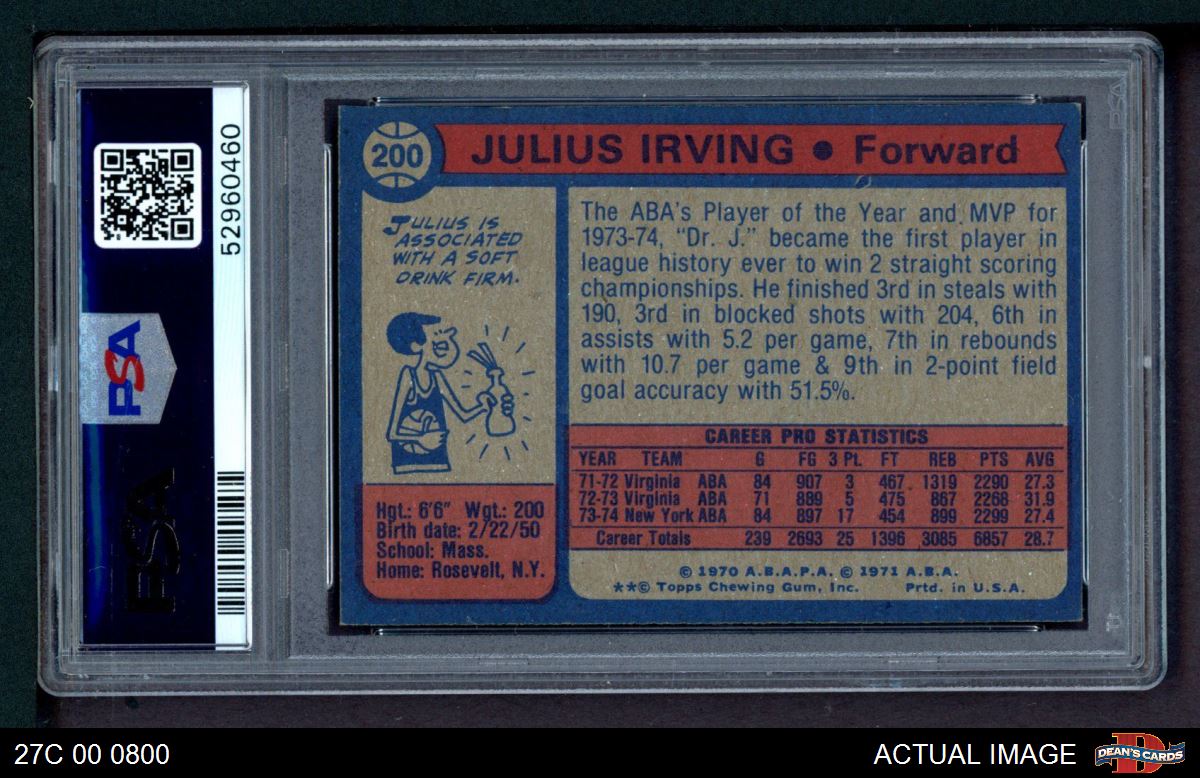 52960460
PSA
PSA
200
JULIUS IRVING • Forward
JULIUS IS
ASSOCIATED
WITH A SOFT
DRINK FIRM.
The ABA's Player of the Year and MVP for
1973-74, "Dr. J." became the first player in
league history ever to win 2 straight scoring
championships. He finished 3rd in steals with
190, 3rd in blocked shots with 204, 6th in
assists with 5.2 per game, 7th in rebounds
with 10.7 per game & 9th in 2-point field
goal accuracy with 51.5%.
Hgt.: 6'6" Wgt.: 200
Birth date: 2/22/50
School: Mass.
Home: Rosevelt, N.Y.
CAREER PRO STATISTICS
YEAR TEAM G FG 3 Pt. FT REB PTS AVG
71-72 Virginia ABA 84 907 3 467 1319 2290 27.3
72-73 Virginia ABA 71 889 5 475 867 2268 31.9
73-74 New York ABA 84 897 17 454 899 2299 27.4
Career Totals 239 2693 25 1396 3085 6857 28.7
© 1970 A.B.A.P.A. © 1971 A.B.A.
**© Topps Chewing Gum, Inc. Prtd. in U.S.A.
PSA
27C 00 0800
ACTUAL IMAGE
D
DEAN'S CARDS